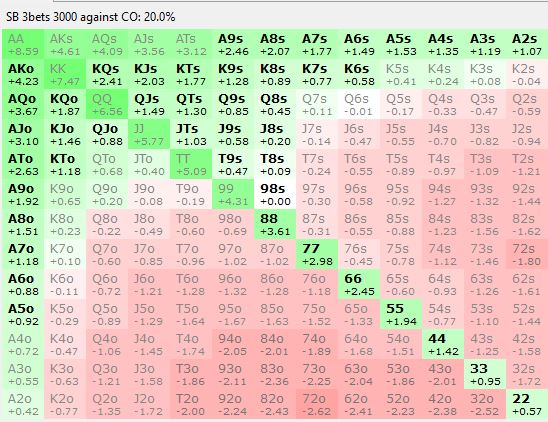 SB 3bets 3000 against CO: 20.0%
AA AKs AQs AJs ATs A9s A8s A7s A6s A5s A4s A3s A2s
+8.59 +4.61 +4.09 +3.56 +3.12 +2.46 +2.07 +1.77 +1.49 +1.53 +1.35 +1.19 +1.07
AKo KK KQs KJs KTs K9s K8s K7s K6s K5s K4s K3s K2s
+4.23 +7.47 +2.41 +2.03 +1.77 +1.28 +0.89 +0.77 +0.58 +0.41 +0.24 +0.08 -0.04
AQo KQo QQ QJs QTs Q9s Q8s Q7s Q6s Q5s Q4s Q3s Q2s
+3.67 +1.87 +6.56 +1.49 +1.30 +0.85 +0.45 -0.11 -0.01 -0.17 -0.33 -0.47 -0.59
AJo KJo QJo JJ JTs J9s J8s J7s J6s J5s J4s J3s J2s
+3.10 +1.46 +0.88 +5.77 +1.03 +0.58 +0.20 -0.14 -0.47 -0.55 -0.70 -0.82 -0.94
ATo KTo QTo JTo TT T9s T8s T7s T6s T5s T4s T3s T2s
+2.63 +1.18 +0.68 +0.40 +5.09 +0.47 +0.09 -0.24 -0.55 -0.89 -0.97 -1.09 -1.21
A9o K9o Q9o J9o T9o 99 98s 97s 96s 95s 94s 93s 92s
+1.92 +0.65 +0.20 -0.08 -0.19 +4.31 +0.00 -0.30 -0.58 -0.92 -1.27 -1.32 -1.44
A8o K8o Q8o J8o T8o 98o 88 87s 86s 85s 84s 83s 82s
+1.51 +0.23 -0.22 -0.49 -0.60 -0.69 +3.61 -0.31 -0.55 -0.88 -1.23 -1.56 -1.62
A7o K7o Q7o J7o T7o 97o 87o 77 76s 75s 74s 73s 72s
+1.18 +0.10 -0.60 -0.85 -0.96 -1.02 -1.02 +2.98 -0.45 -0.78 -1.12 -1.46 -1.80
A6o K6o Q6o J6o T6o 96o 86o 76o 66 65s 64s 63s 62s
+0.88 -0.11 -0.72 -1.21 -1.28 -1.32 -1.28 -1.18 +2.45 -0.60 -0.93 -1.26 -1.61
A5o K5o Q5o J5o T5o 95o 85o 75o 65o 55 54s 53s 52s
+0.92 -0.29 -0.89 -1.29 -1.64 -1.67 -1.63 -1.52 -1.33 +1.94 -0.77 -1.10 -1.44
A4o K4o Q4o J4o T4o 94o 84o 74o 64o 54o 44 43s 42s
+0.72 -0.47 -1.06 -1.45 -1.74 -2.05 -2.01 -1.89 -1.68 -1.51 +1.42 -1.25 -1.58
A3o K3o Q3o J3o T3o 93o 83o 73o 63o 53o 43o 33 32s
+0.55 -0.63 -1.21 -1.58 -1.86 -2.11 -2.36 -2.25 -2.04 -1.86 -2.01 +0.95 -1.72
A2o K2o Q2o J2o T2o 92o 82o 72o 62o 52o 42o 32o 22
+0.42 -0.77 -1.35 -1.72 -2.00 -2.24 -2.43 -2.62 -2.41 -2.23 -2.38 -2.52 +0.57